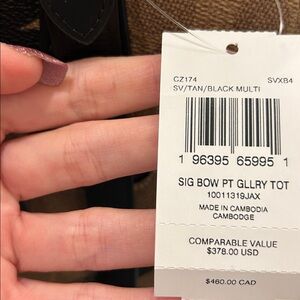 CZ174 SVXB4
SV/TAN/BLACK MULTI
1 96395 65995 1
SIG BOW PT GLLRY TOT
10011319JAX
MADE IN CAMBODIA
CAMBODGE
COMPARABLE VALUE
$378.00 USD
$460.00 CAD